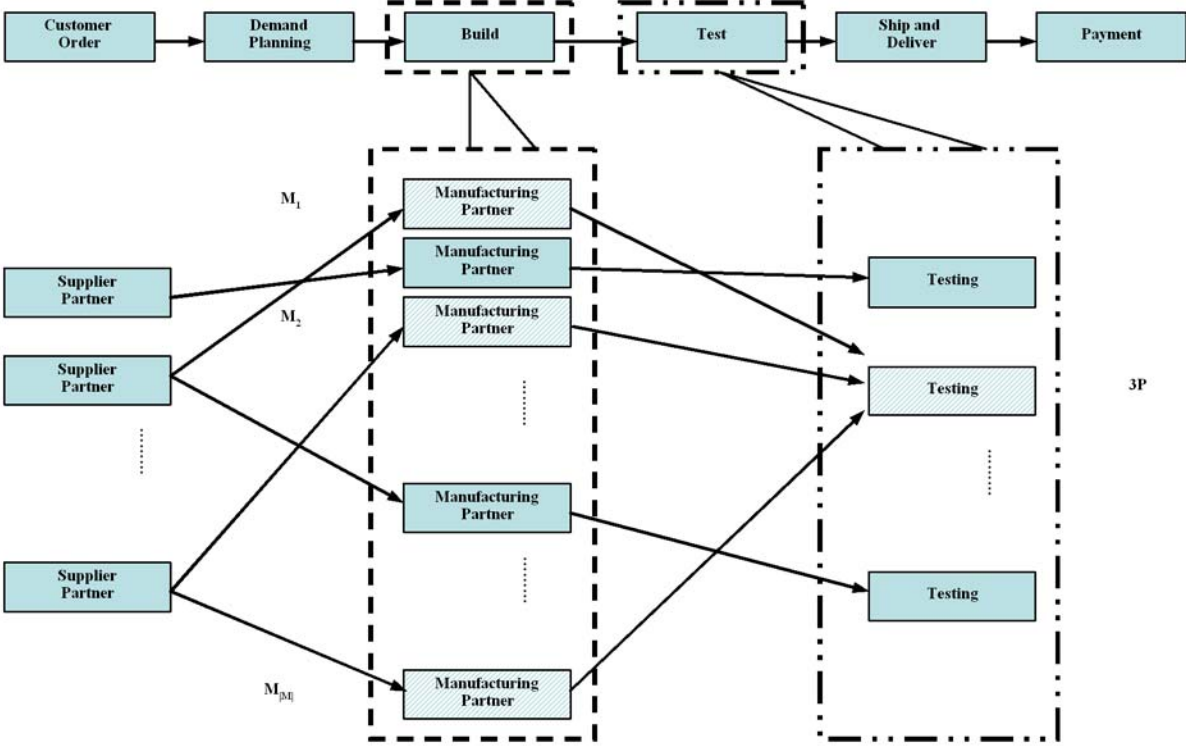 Customer
Order
Demand
Planning
Build
Test
Ship and
Deliver
Payment
M1
Manufacturing
Partner
Manufacturing
Partner
Supplier
Partner
Testing
M2
Manufacturing
Partner
Supplier
Partner
Testing
3P
Manufacturing
Partner
Supplier
Partner
Testing
M|M|
Manufacturing
Partner